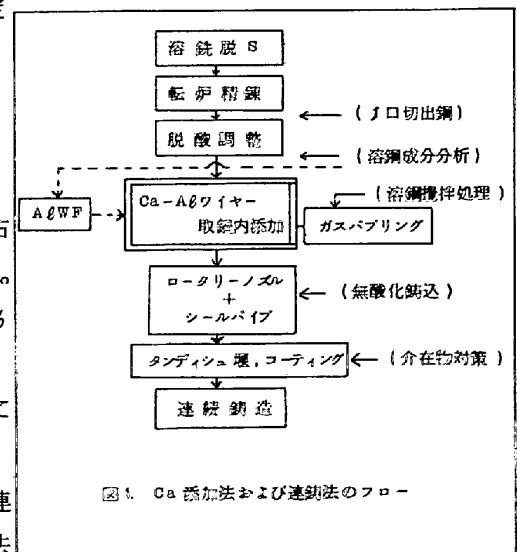 溶銑脱S
転炉精錬
(J口切出鋼)
脱酸調整
(溶鋼成分分析)
AℓWF
Ca-Aℓワイヤー
取鍋内添加
(溶鋼攪拌処理)
ガスバブリング
ロータリーノズル
+
シールパイプ
(無酸化鋳込)
タンディシュ堰,コーティング
(介在物対策)
連続鋳造
図1. Ca添加法および連鋳法のフロー
て
連
法